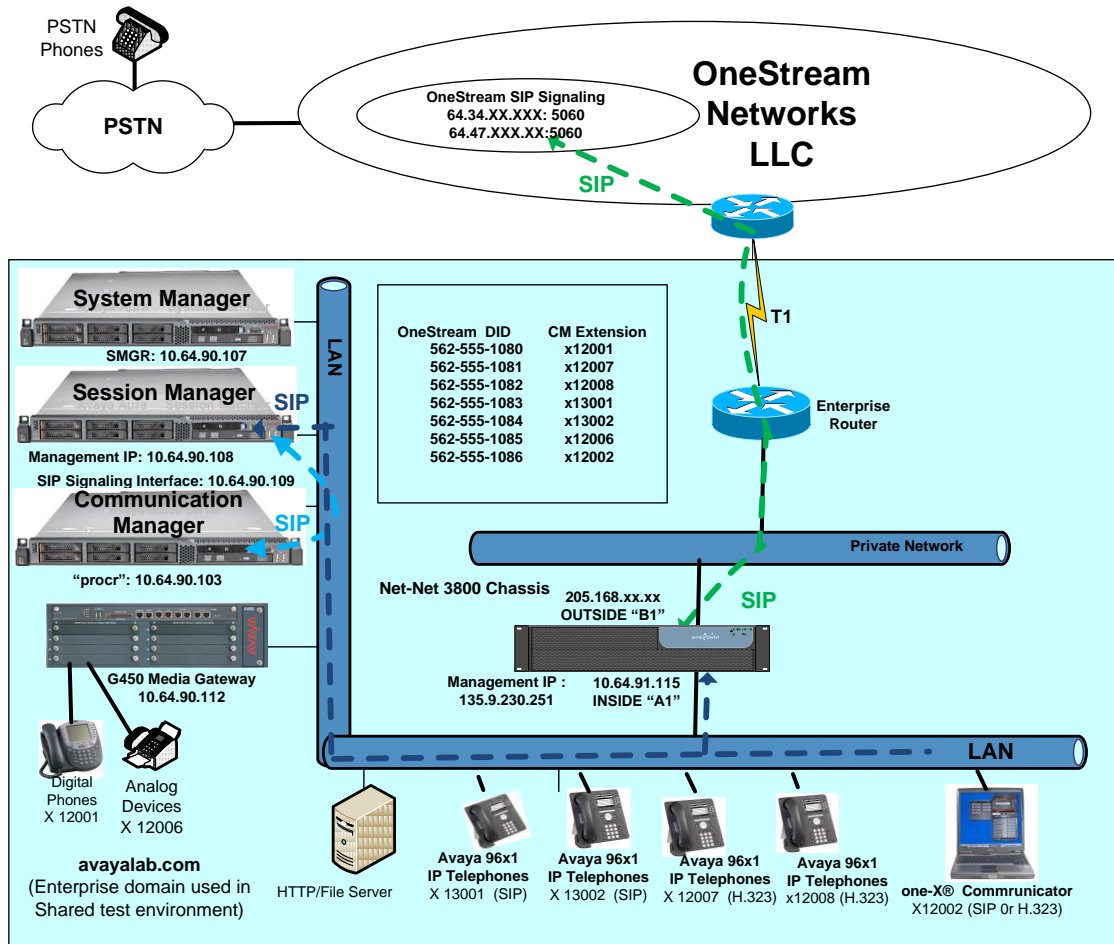 PSTN
Phones
PSTN
OneStream SIP Signaling
64.34.XX.XXX: 5060
64.47.XXX.XX:5060
OneStream
Networks
LLC
SIP
T1
System Manager
SMGR: 10.64.90.107
LAN
Session Manager
SIP
Management IP: 10.64.90.108
SIP Signaling Interface: 10.64.90.109
Communication
Manager
SIP
"procr": 10.64.90.103
AVAYA
G450 Media Gateway
10.64.90.112
Digital
Phones
X 12001
Analog
Devices
X 12006
avayalab.com
(Enterprise domain used in
Shared test environment)
OneStream DID CM Extension
562-555-1080 x12001
562-555-1081 x12007
562-555-1082 x12008
562-555-1083 x13001
562-555-1084 x13002
562-555-1085 x12006
562-555-1086 x12002
Enterprise
Router
Private Network
Net-Net 3800 Chassis
205.168.xx.xx
OUTSIDE "B1"
SIP
Management IP :
135.9.230.251
10.64.91.115
INSIDE "A1"
LAN
HTTP/File Server
Avaya 96x1
IP Telephones
X 13001 (SIP)
Avaya 96x1
IP Telephones
X 13002 (SIP)
Avaya 96x1
IP Telephones
X 12007 (H.323)
Avaya 96x1
IP Telephones
x12008 (H.323)
one-X® Commrunicator
X12002 (SIP 0r H.323)